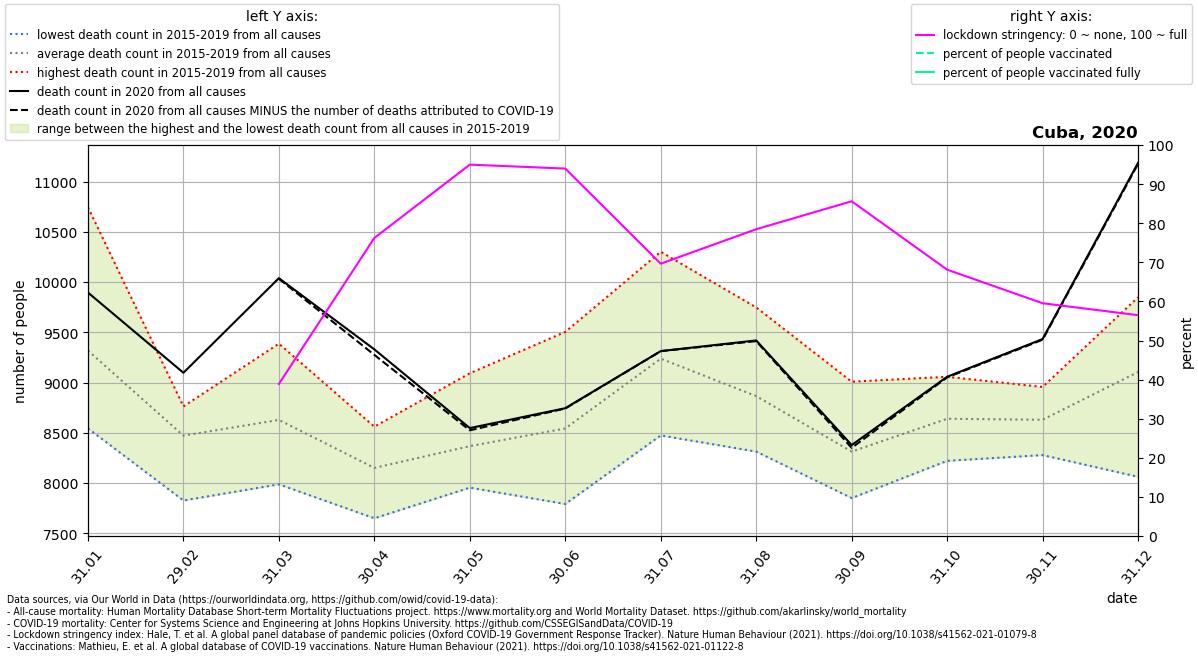 left Y axis:
lowest death count in 2015-2019 from all causes
average death count in 2015-2019 from all causes
highest death count in 2015-2019 from all causes
death count in 2020 from all causes
death count in 2020 from all causes MINUS the number of deaths attributed to COVID-19
range between the highest and the lowest death count from all causes in 2015-2019
right Y axis:
lockdown stringency: 0 ~ none, 100 ~ full
percent of people vaccinated
percent of people vaccinated fully
Cuba, 2020
number of people
11000
10500
10000
9500
9000
8500
8000
7500
100
90
80
70
60
50
40
30
20
10
0
percent
31.01
29.02
31.03
30.04
31.05
30.06
31.07
31.08
30.09
31.10
30.11
31.12
date
Data sources, via Our World in Data (https://ourworldindata.org, https://github.com/owid/covid-19-data):
- All-cause mortality: Human Mortality Database Short-term Mortality Fluctuations project. https://www.mortality.org and World Mortality Dataset. https://github.com/akarlinsky/world_mortality
- COVID-19 mortality: Center for Systems Science and Engineering at Johns Hopkins University. https://github.com/CSSEGISandData/COVID-19
- Lockdown stringency index: Hale, T. et al. A global panel database of pandemic policies (Oxford COVID-19 Government Response Tracker). Nature Human Behaviour (2021). https://doi.org/10.1038/s41562-021-01079-8
- Vaccinations: Mathieu, E. et al. A global database of COVID-19 vaccinations. Nature Human Behaviour (2021). https://doi.org/10.1038/s41562-021-01122-8